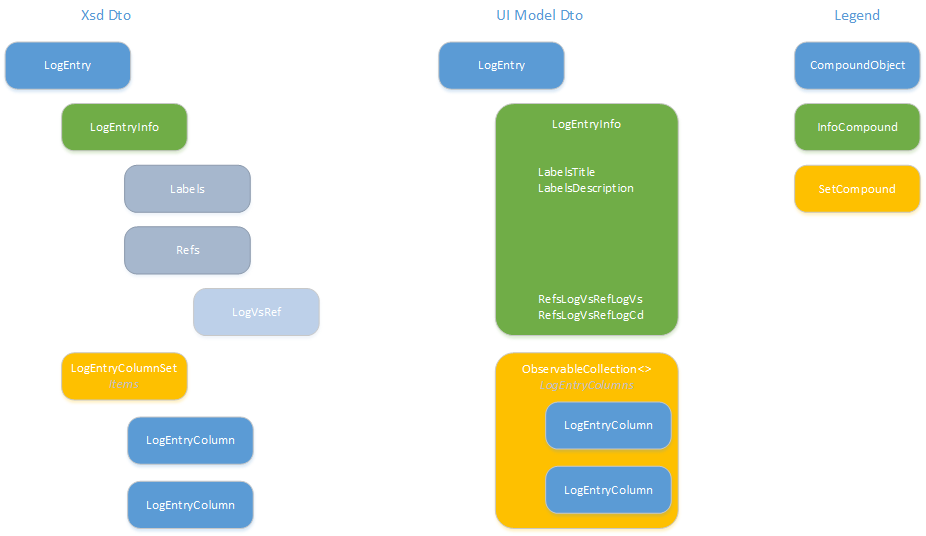 Xsd Dto
LogEntry
LogEntryInfo
Labels
Refs
LogVsRef
LogEntryColumnSet
Items
LogEntryColumn
LogEntryColumn
UI Model Dto
LogEntry
LogEntryInfo
LabelsTitle
LabelsDescription
RefsLogVsRefLogVs
RefsLogVsRefLogCd
ObservableCollection<>
LogEntryColumns
LogEntryColumn
LogEntryColumn
Legend
CompoundObject
InfoCompound
SetCompound